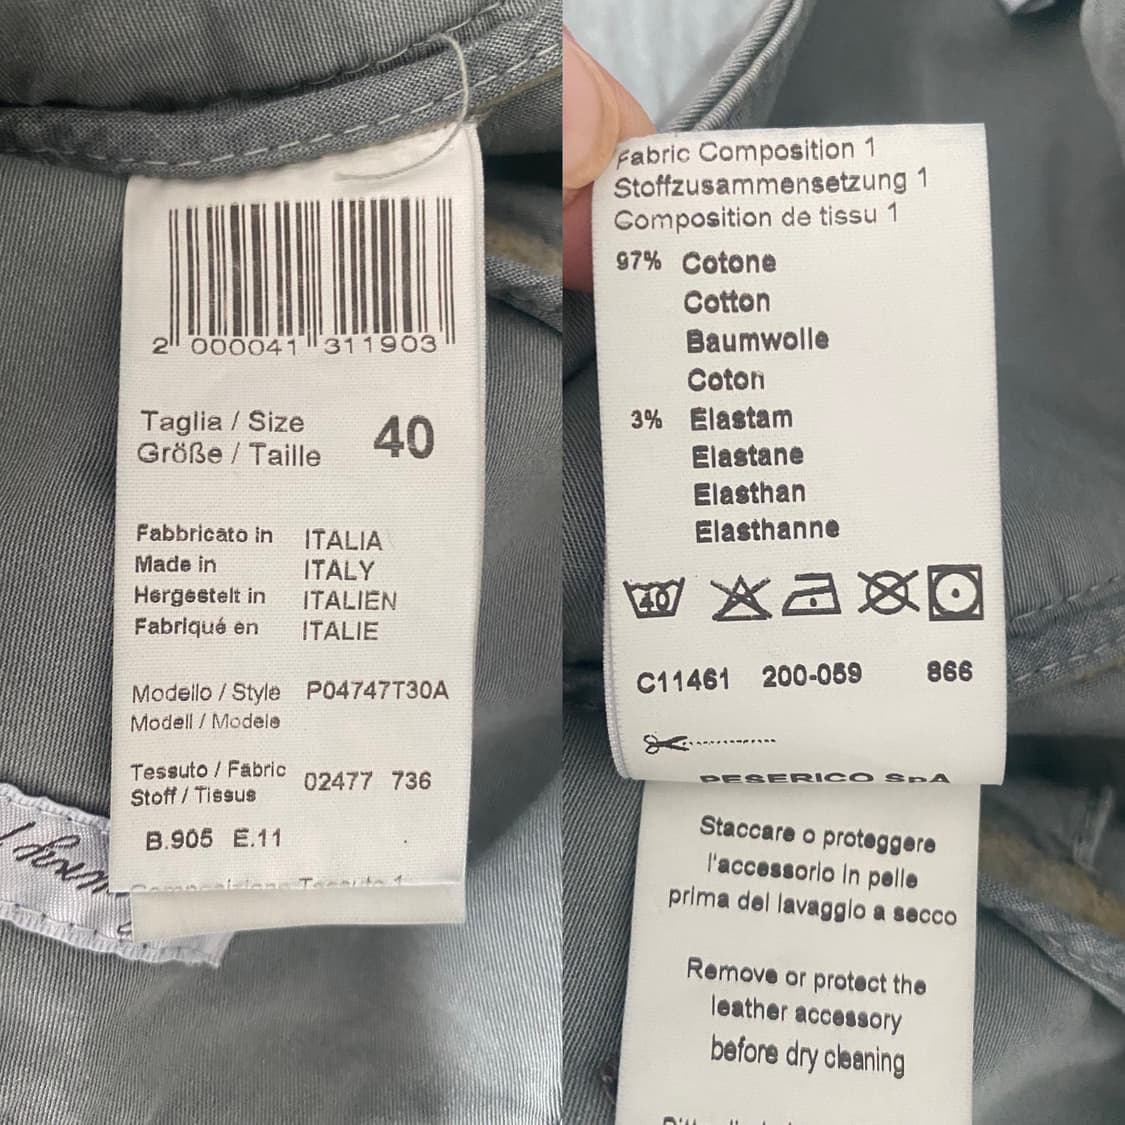 2 000041 311903
Taglia / Size
Größe / Taille
40
Fabbricato in ITALIA
Made in ITALY
Hergestelt in ITALIEN
Fabriqué en ITALIE
Modello / Style P04747T30A
Modell / Modele
Tessuto / Fabric
Stoff / Tissus
02477 736
B.905 E.11
Composizione Tessuto 1
Fabric Composition 1
Stoffzusammensetzung 1
Composition de tissu 1
97% Cotone
Cotton
Baumwolle
Coton
3% Elastam
Elastane
Elasthan
Elasthanne
40
C11461 200-059 866
PESERICO SpA
Staccare o proteggere
l'accessorio in pelle
prima del lavaggio a secco
Remove or protect the
leather accessory
before dry cleaning